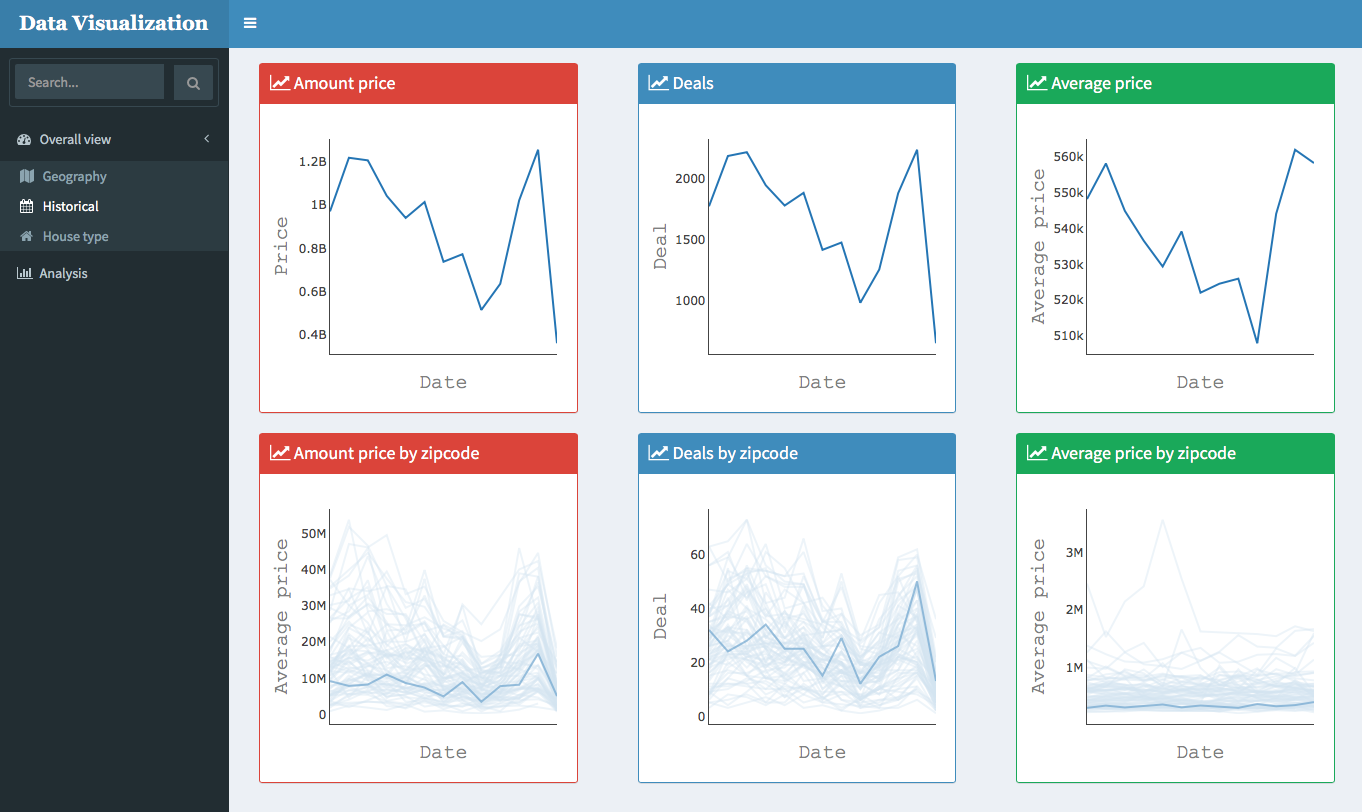 Data Visualization
Search...
Overall view
Geography
Historical
House type
Analysis
Amount price
1.2B
1B
0.8B
0.6B
0.4B
Price
Date
Deals
2000
1500
1000
Deal
Date
Average price
560k
550k
540k
530k
520k
510k
Average price
Date
Amount price by zipcode
50M
40M
30M
20M
10M
0
Average price
Date
Deals by zipcode
60
40
20
0
Deal
Date
Average price by zipcode
3M
2M
1M
Average price
Date